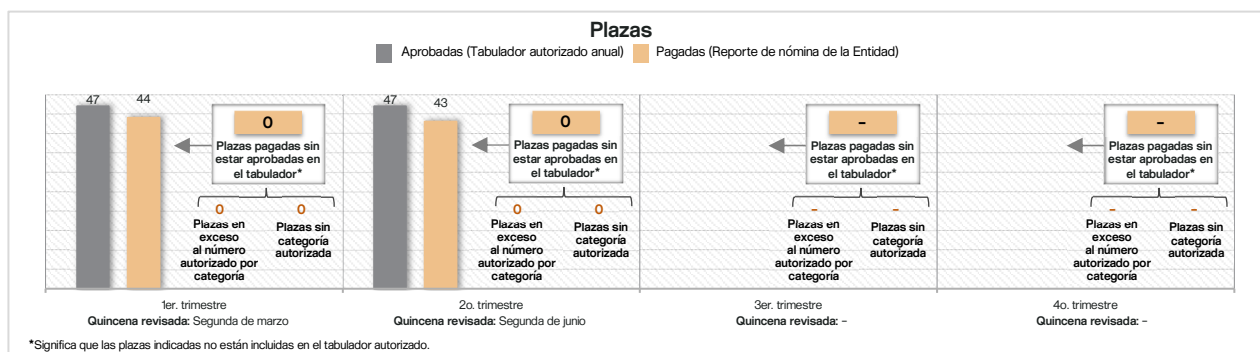 Plazas
Aprobadas (Tabulador autorizado anual) Pagadas (Reporte de nómina de la Entidad)
47
44
0
Plazas pagadas sin
estar aprobadas en
el tabulador*
0
Plazas en
exceso
al número
autorizado por
categoría
0
Plazas sin
categoría
autorizada
47
43
0
Plazas pagadas sin
estar aprobadas en
el tabulador*
0
Plazas en
exceso
al número
autorizado por
categoría
0
Plazas sin
categoría
autorizada
-
Plazas pagadas sin
estar aprobadas en
el tabulador*
-
Plazas en
exceso
al número
autorizado por
categoría
-
Plazas sin
categoría
autorizada
-
Plazas pagadas sin
estar aprobadas en
el tabulador*
-
Plazas en
exceso
al número
autorizado por
categoría
-
Plazas sin
categoría
autorizada
1er. trimestre
Quincena revisada: Segunda de marzo
2o. trimestre
Quincena revisada: Segunda de junio
3er. trimestre
Quincena revisada: -
4o. trimestre
Quincena revisada: -
*Significa que las plazas indicadas no están incluidas en el tabulador autorizado.